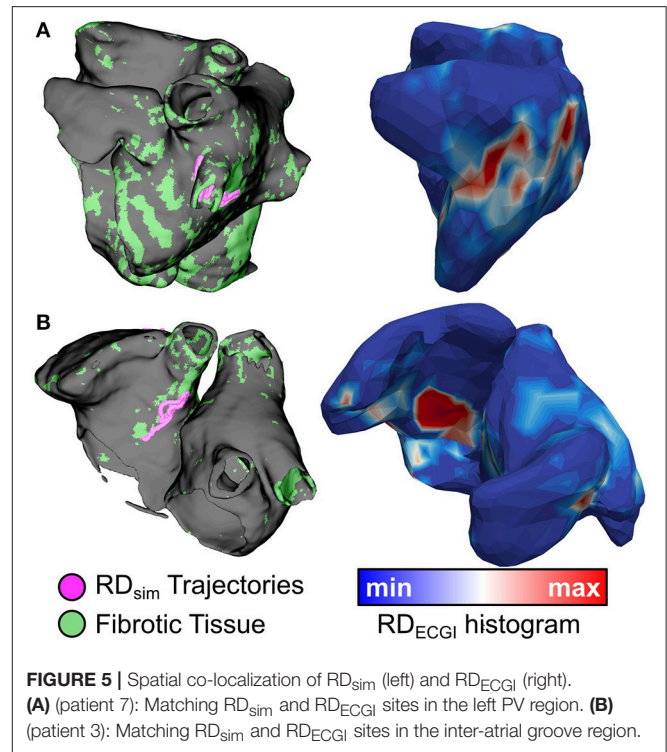 A
B
RDsim Trajectories
Fibrotic Tissue
min max
RDECGI histogram
FIGURE 5 | Spatial co-localization of RDsim (left) and RDECGI (right).
(A) (patient 7): Matching RDsim and RDECGI sites in the left PV region. (B)
(patient 3): Matching RDsim and RDECGI sites in the inter-atrial groove region.